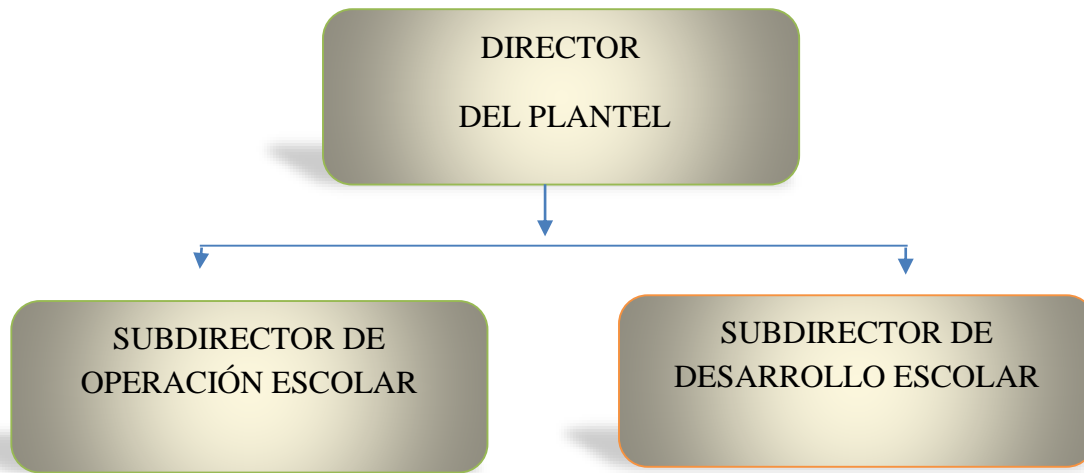 DIRECTOR
DEL PLANTEL
SUBDIRECTOR DE
OPERACIÓN ESCOLAR
SUBDIRECTOR DE
DESARROLLO ESCOLAR